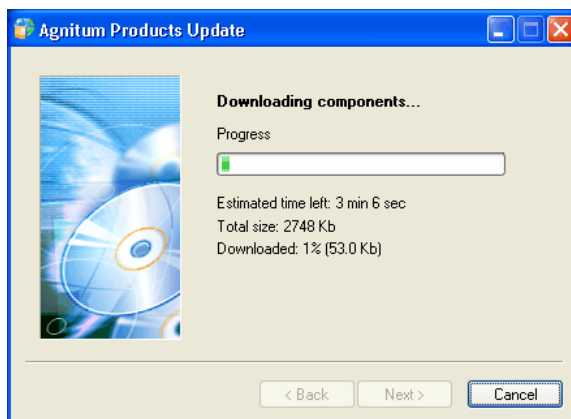 Agnitum Products Update
Downloading components...
Progress
Estimated time left: 3 min 6 sec
Total size: 2748 Kb
Downloaded: 1% (53.0 Kb)
< Back
Next >
Cancel